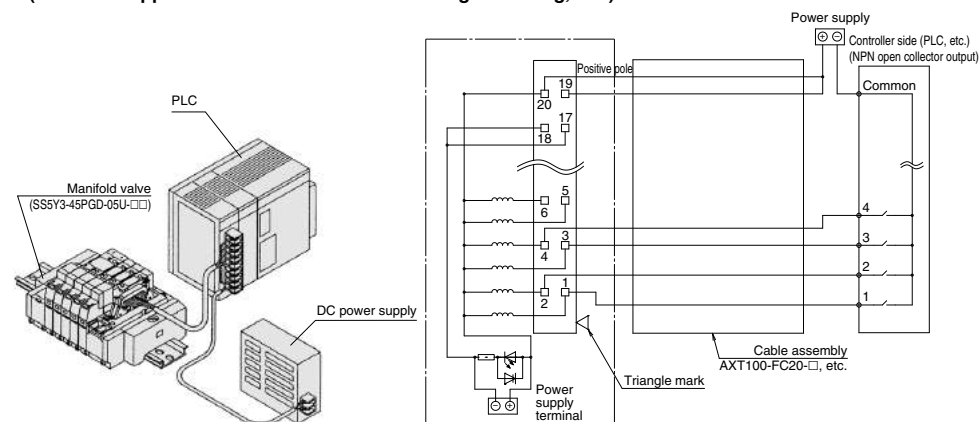 PLC
Manifold valve
(SS5Y3-45PGD-05U-□□)
DC power supply
Power supply
⊕ ⊖
Controller side (PLC, etc.)
(NPN open collector output)
Positive pole
Common
19
20
17
18
5
6
3
4
1
2
4
3
2
1
Triangle mark
Cable assembly
AXT100-FC20-□, etc.
Power
supply
terminal
⊖ ⊕